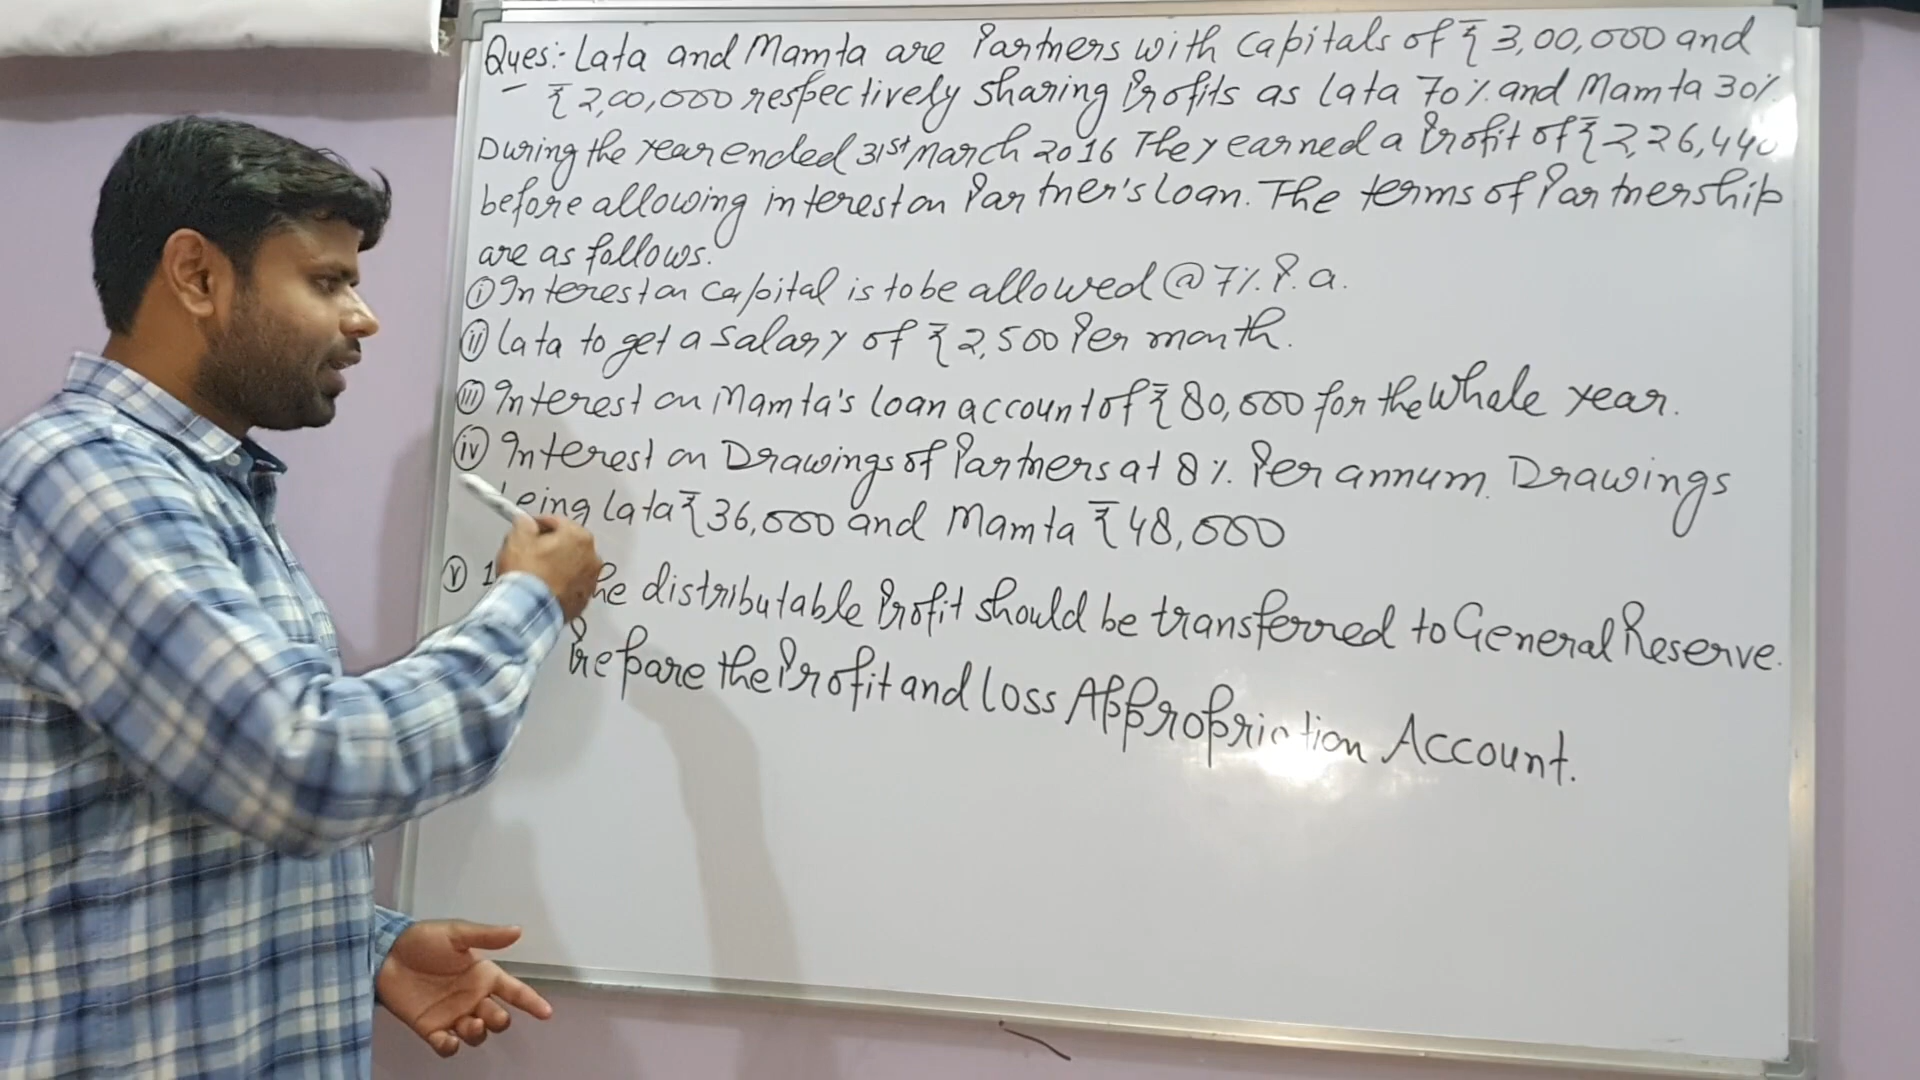 Ques:- Lata and Mamta are Partners with capitals of ₹ 3,00,000 and
₹ 2,00,000 respectively sharing Profits as Lata 70% and Mamta 30%
During the year ended 31st March 2016 They earned a Profit of ₹ 2,26,440
before allowing interest on Partner's loan. The terms of Partnership
are as follows.
(i) Interest on capital is to be allowed @ 7% P.a.
(ii) Lata to get a salary of ₹ 2,500 Per month.
(iii) Interest on Mamta's loan account of ₹ 80,000 for the whole year.
(iv) Interest on Drawings of Partners at 8% Per annum. Drawings
being Lata ₹ 36,000 and Mamta ₹ 48,000
(v) 1 the distributable Profit should be transferred to General Reserve.
Prepare the Profit and Loss Appropriation Account.